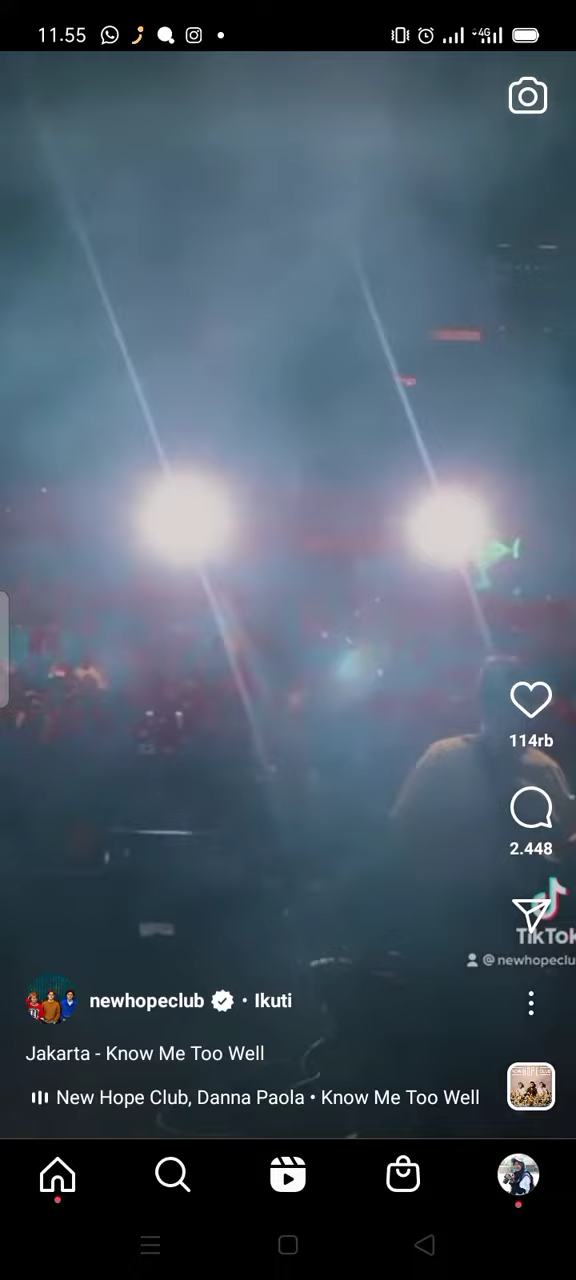 11.55
4G
114rb
2.448
TikTok
@newhopeclu
newhopeclub • Ikuti
Jakarta - Know Me Too Well
New Hope Club, Danna Paola • Know Me Too Well